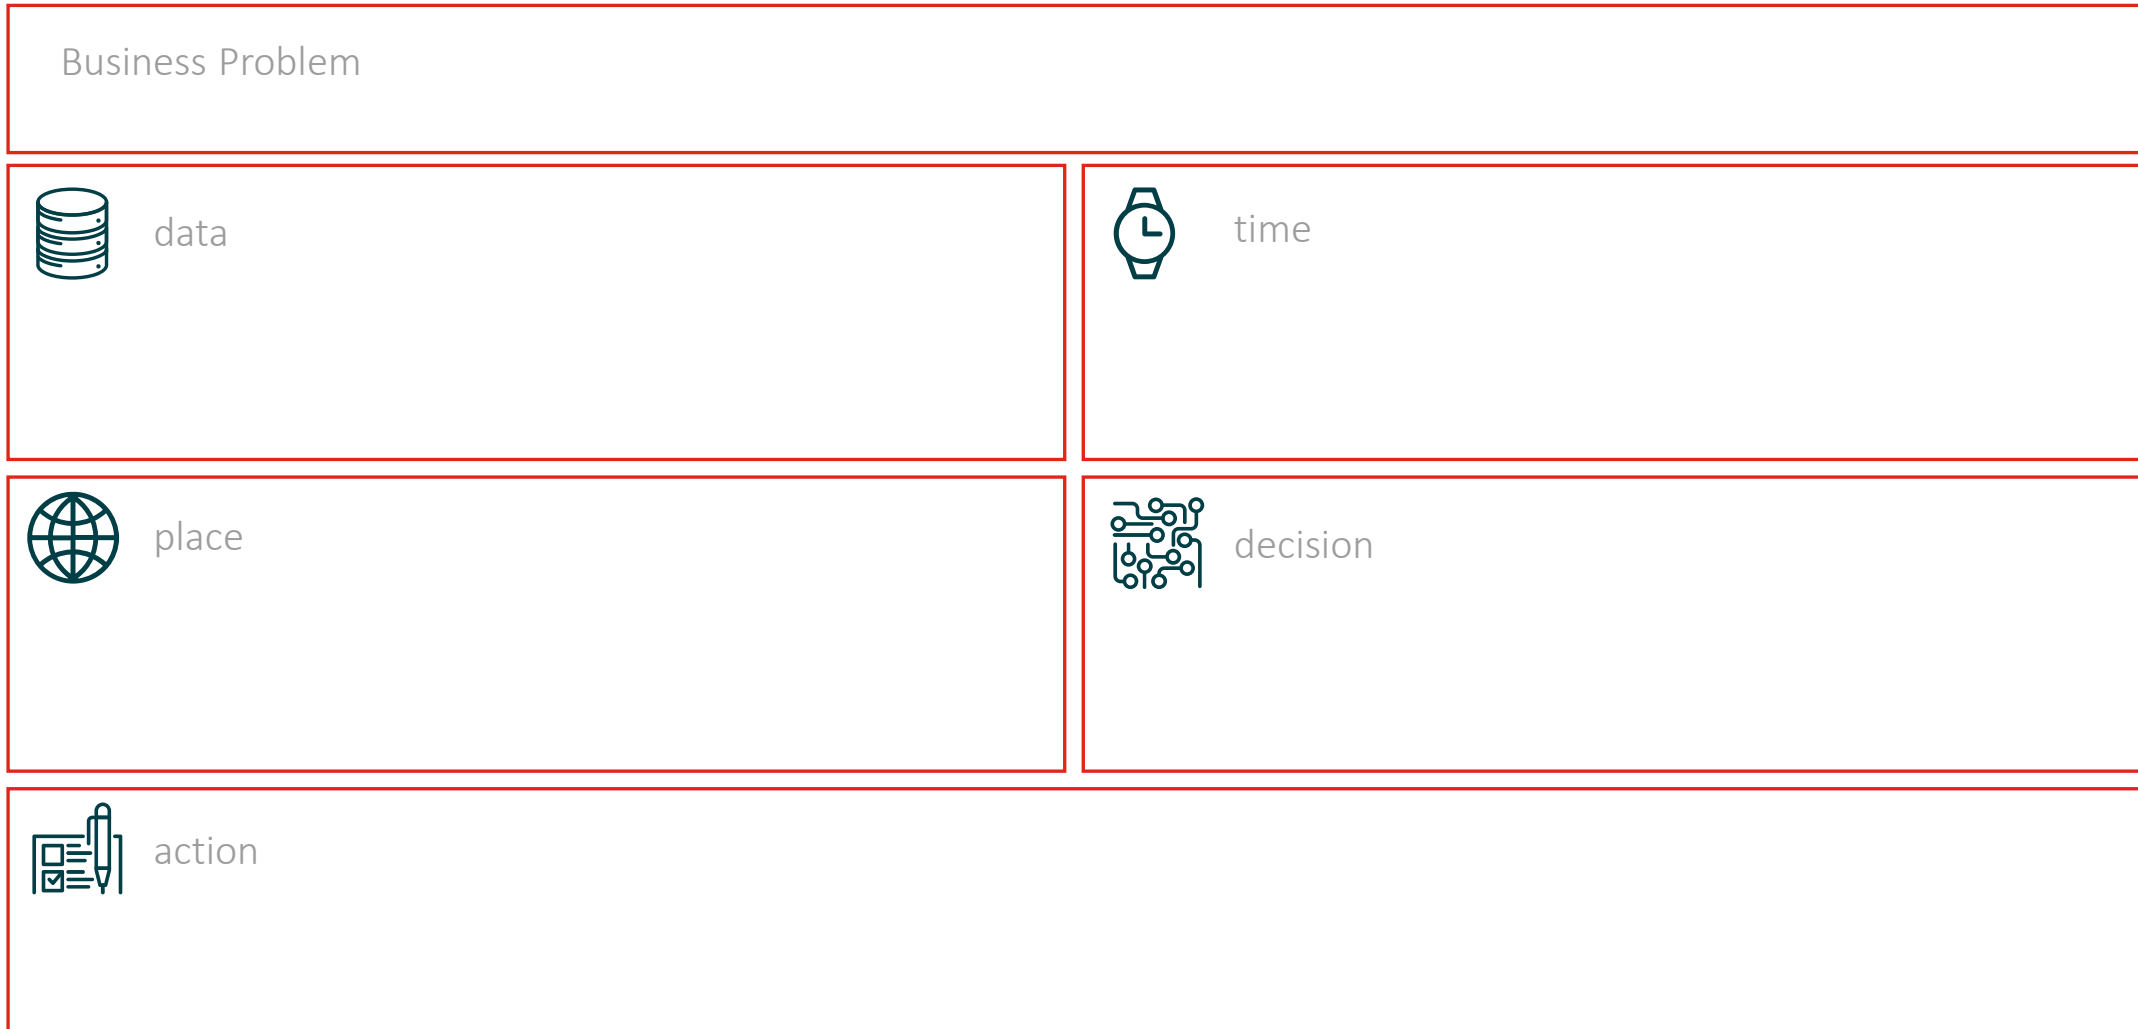 Business Problem
data
time
place
decision
action